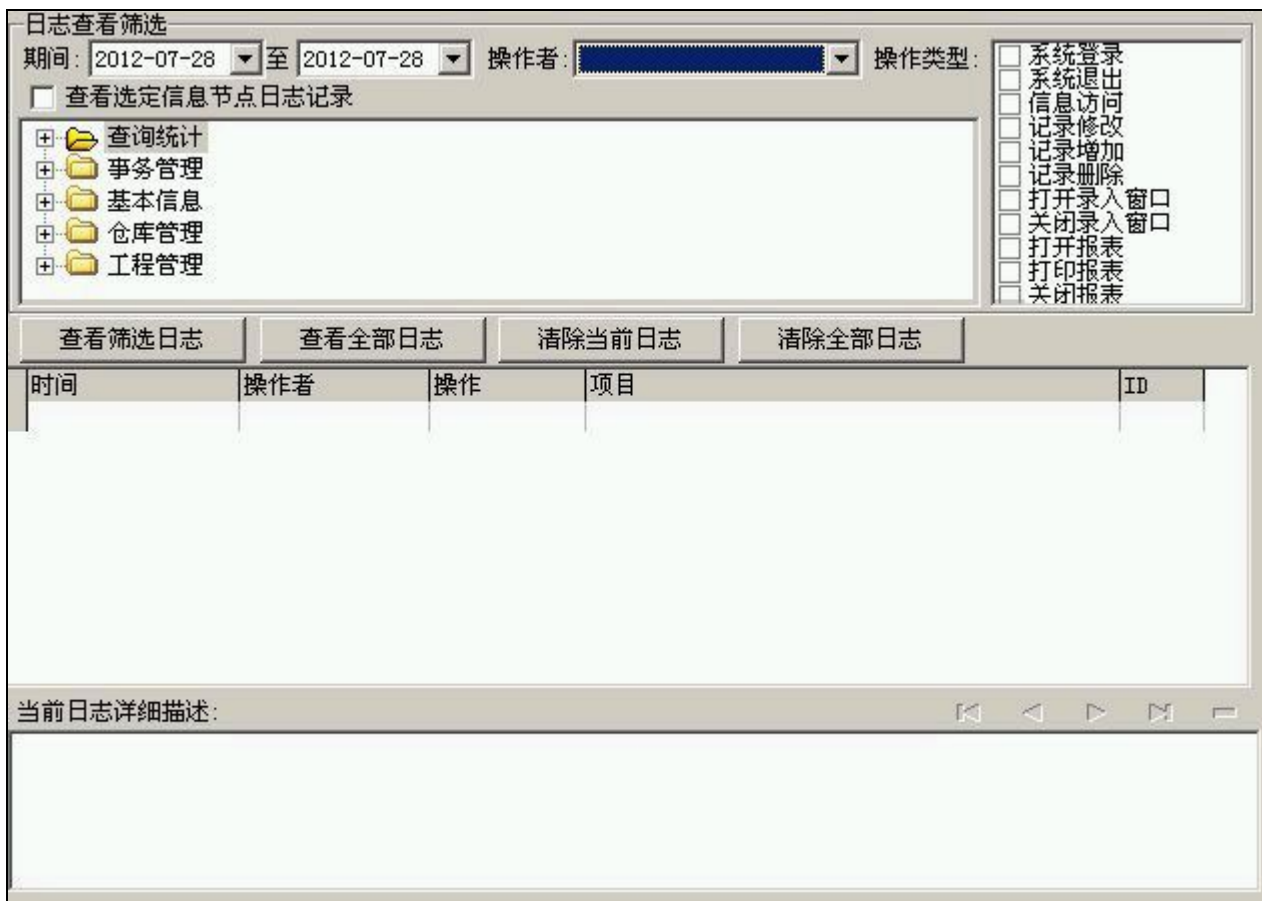 日志查看筛选
期间: 2012-07-28 至 2012-07-28 操作者: 操作类型:
查看选定信息节点日志记录
查询统计
事务管理
基本信息
仓库管理
工程管理
系统登录
系统退出
信息访问
记录修改
记录增加
记录删除
打开录入窗口
关闭录入窗口
打开报表
打印报表
关闭报表
查看筛选日志 查看全部日志 清除当前日志 清除全部日志
时间 操作者 操作 项目 ID
当前日志详细描述: